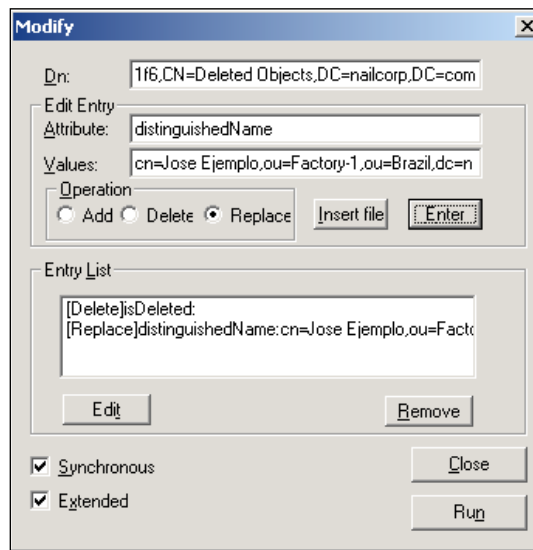 Modify
Dn: 1f6,CN=Deleted Objects,DC=nailcorp,DC=com
Edit Entry
Attribute: distinguishedName
Values: cn=Jose Ejemplo,ou=Factory-1,ou=Brazil,dc=n
Operation
Add Delete Replace Insert file Enter
Entry List
[Delete]isDeleted:
[Replace]distinguishedName:cn=Jose Ejemplo,ou=Facto
Edit Remove
Synchronous Close
Extended Run